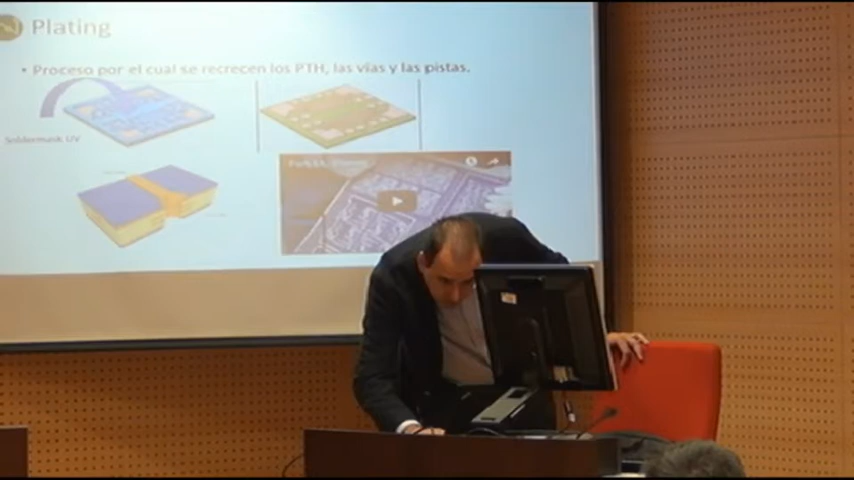 Plating
• Proceso por el cual se recrecen los PTH, las vías y las pistas.
Soldermask UV